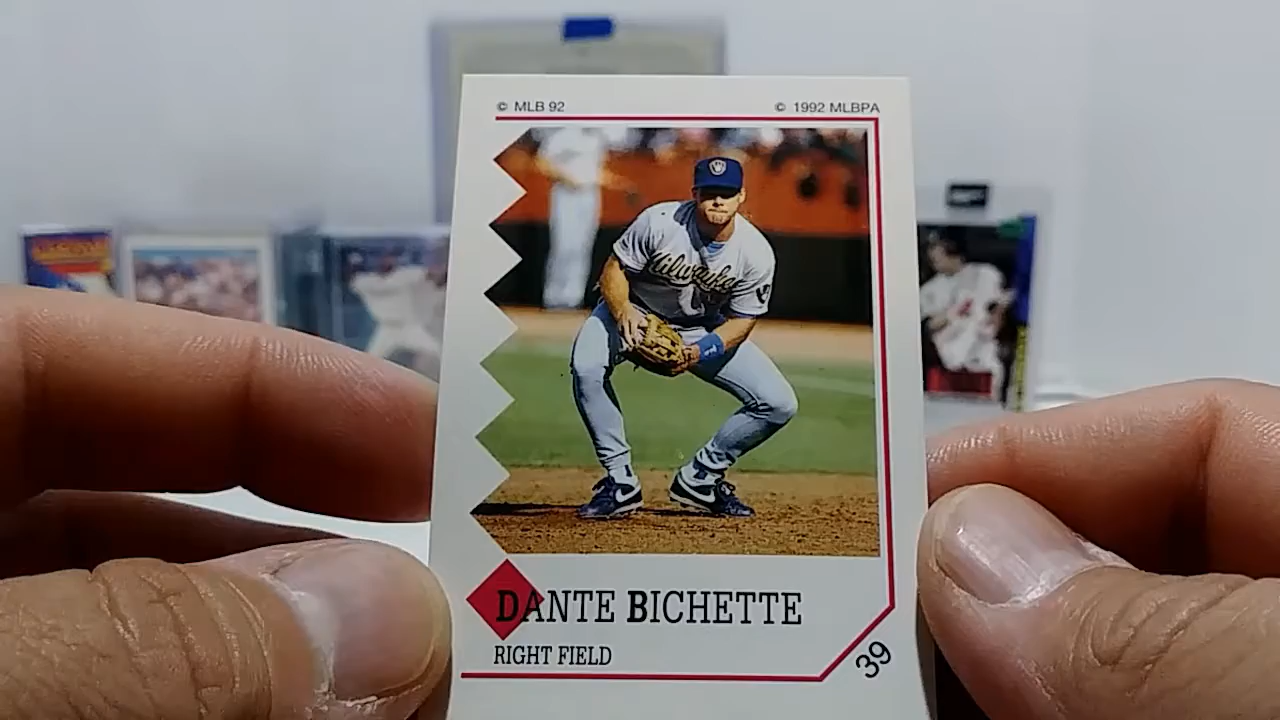 © MLB 92
© 1992 MLBPA
Milwaukee
DANTE BICHETTE
RIGHT FIELD
39